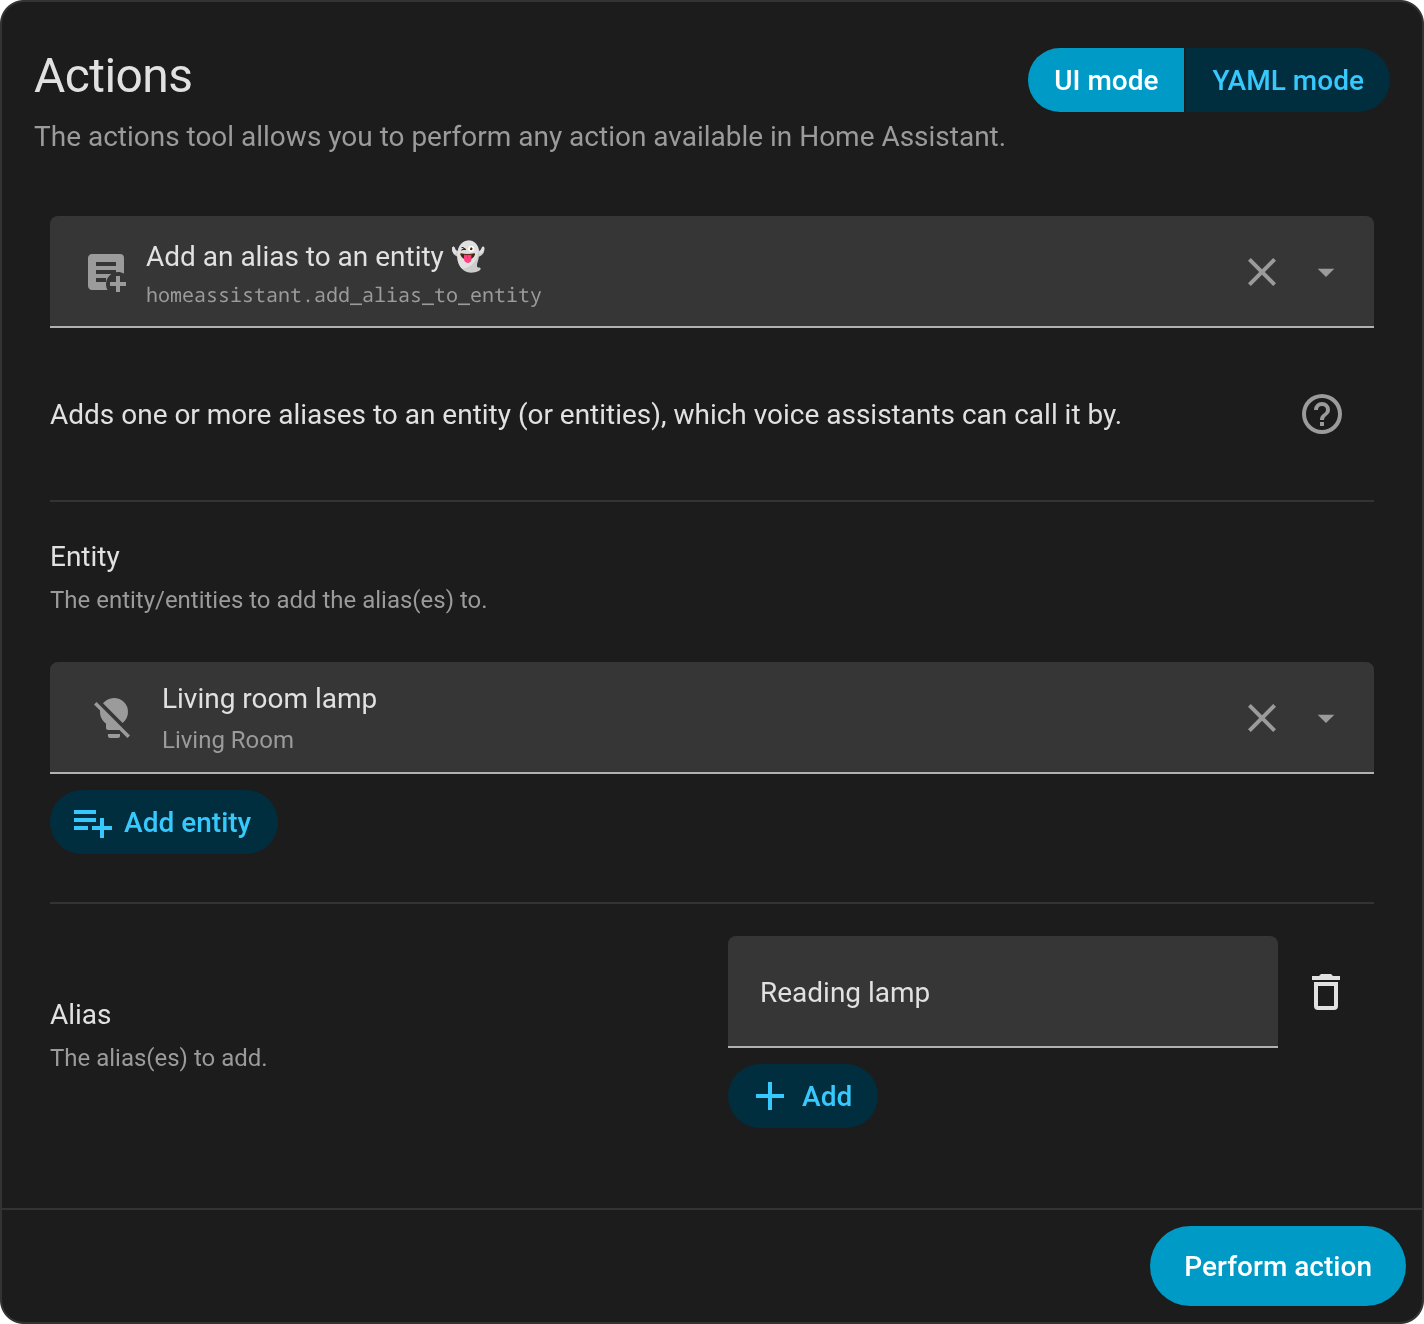 Actions
UI mode
YAML mode
The actions tool allows you to perform any action available in Home Assistant.
Add an alias to an entity 👻
homeassistant.add_alias_to_entity
Adds one or more aliases to an entity (or entities), which voice assistants can call it by.
Entity
The entity/entities to add the alias(es) to.
Living room lamp
Living Room
Add entity
Alias
The alias(es) to add.
Reading lamp
Add
Perform action